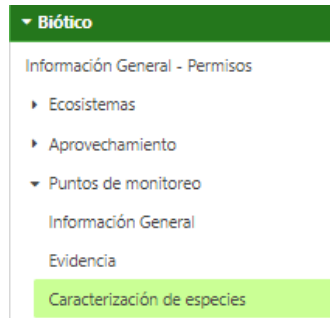 Biótico
Información General - Permisos
Ecosistemas
Aprovechamiento
Puntos de monitoreo
Información General
Evidencia
Caracterización de especies